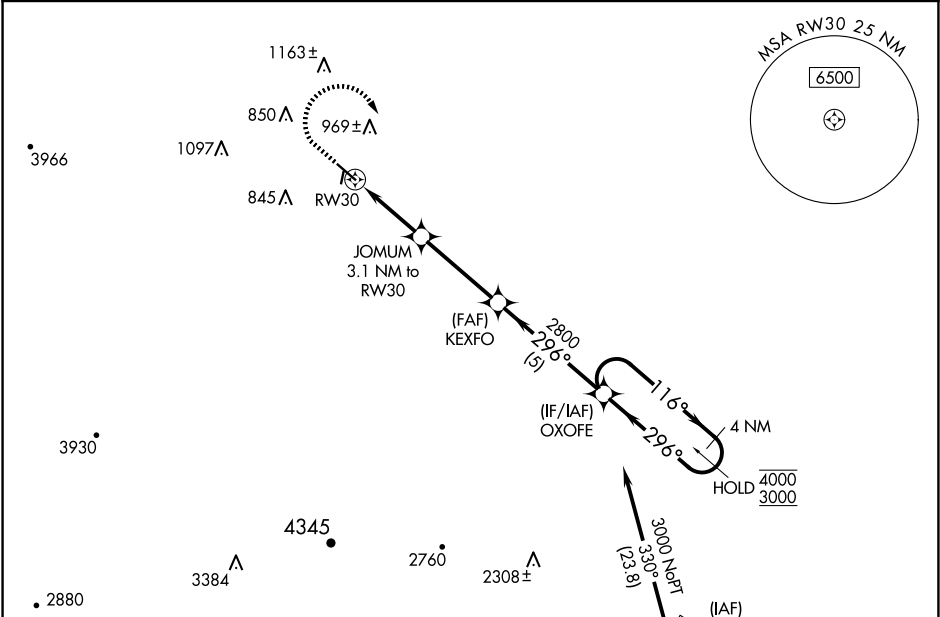 MSA RW30 25 NM
6500
1163±
850
969±
1097
3966
845
RW30
JOMUM
3.1 NM to
RW30
(FAF)
KEXFO
2800
296°
(5)
(IF/IAF)
OXOFE
116°
4 NM
296°
HOLD 4000
3000
3930
4345
2760
3384
2308±
3000 NoPT
330°
(23.8)
2880
(IAF)